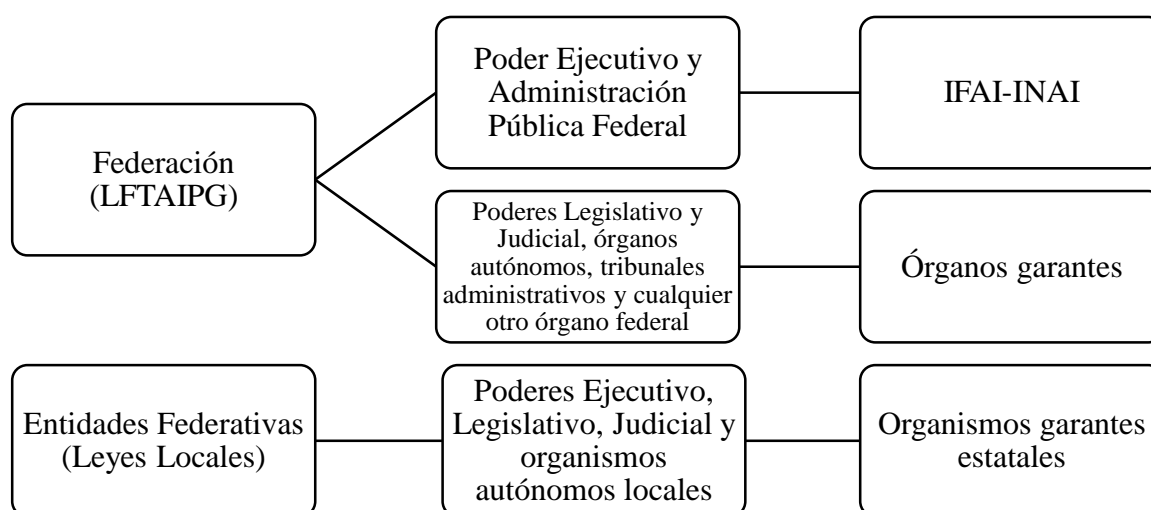 Federación
(LFTAIPG)
Poder Ejecutivo y
Administración
Pública Federal
IFAI-INAI
Poderes Legislativo y
Judicial, órganos
autónomos, tribunales
administrativos y cualquier
otro órgano federal
Órganos garantes
Entidades Federativas
(Leyes Locales)
Poderes Ejecutivo,
Legislativo, Judicial y
organismos
autónomos locales
Organismos garantes
estatales